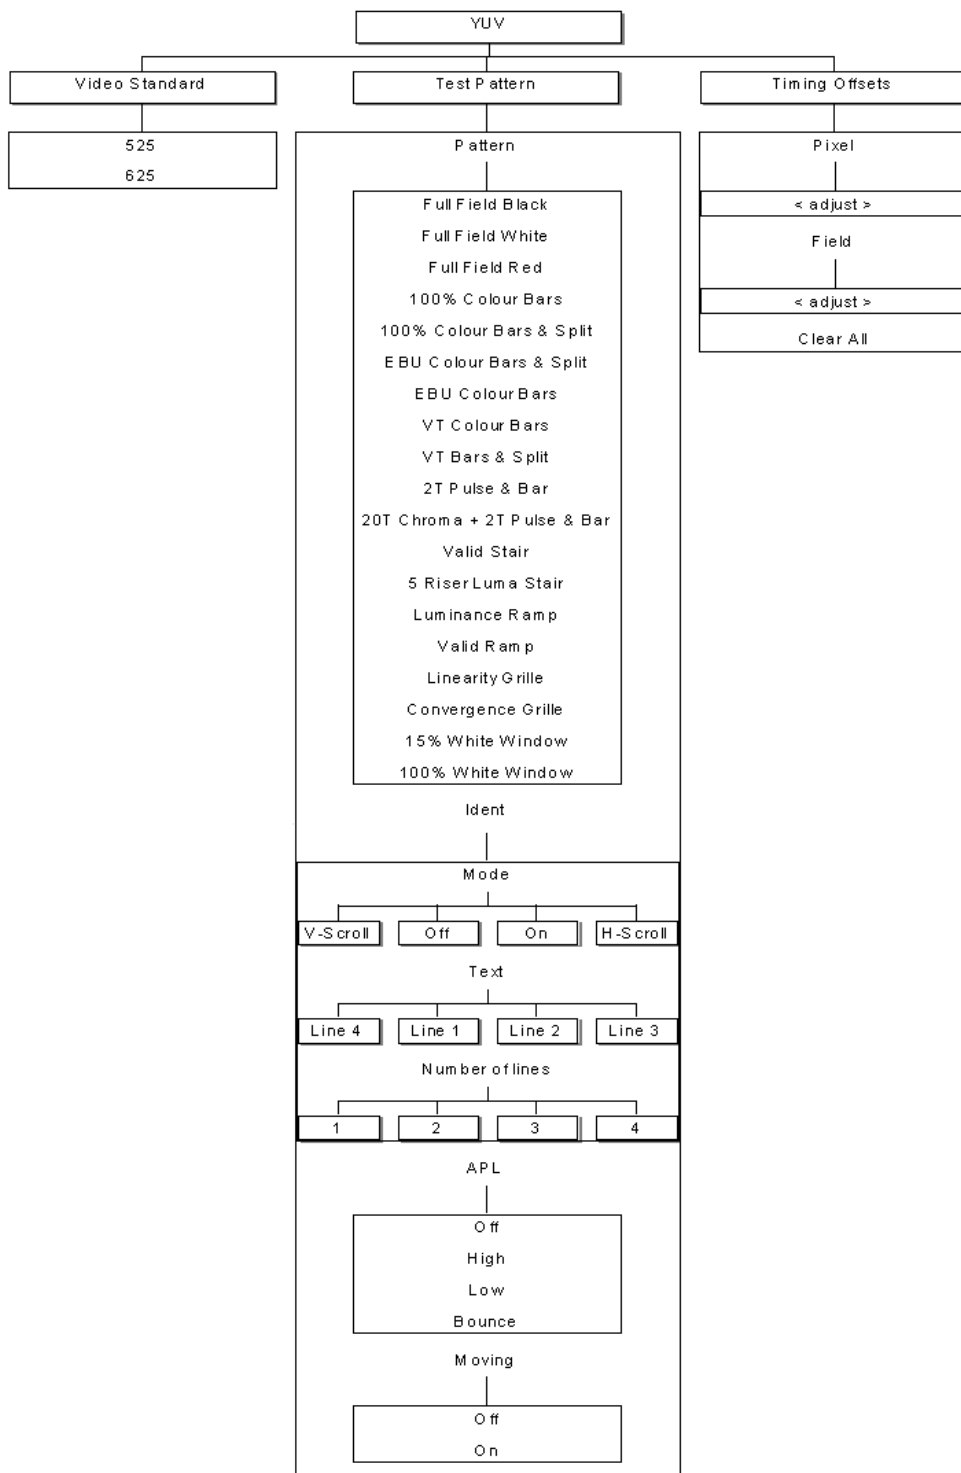 YUV
Video Standard
525
625
Test Pattern
Pattern
Full Field Black
Full Field White
Full Field Red
100% Colour Bars
100% Colour Bars & Split
EBU Colour Bars & Split
EBU Colour Bars
VT Colour Bars
VT Bars & Split
2T Pulse & Bar
20T Chroma + 2T Pulse & Bar
Valid Stair
5 Riser Luma Stair
Luminance Ramp
Valid Ramp
Linearity Grille
Convergence Grille
15% White Window
100% White Window
Ident
Mode
V-Scroll Off On H-Scroll
Text
Line 4 Line 1 Line 2 Line 3
Number of lines
1 2 3 4
APL
Off
High
Low
Bounce
Moving
Off
On
Timing Offsets
Pixel
< adjust >
Field
< adjust >
Clear All